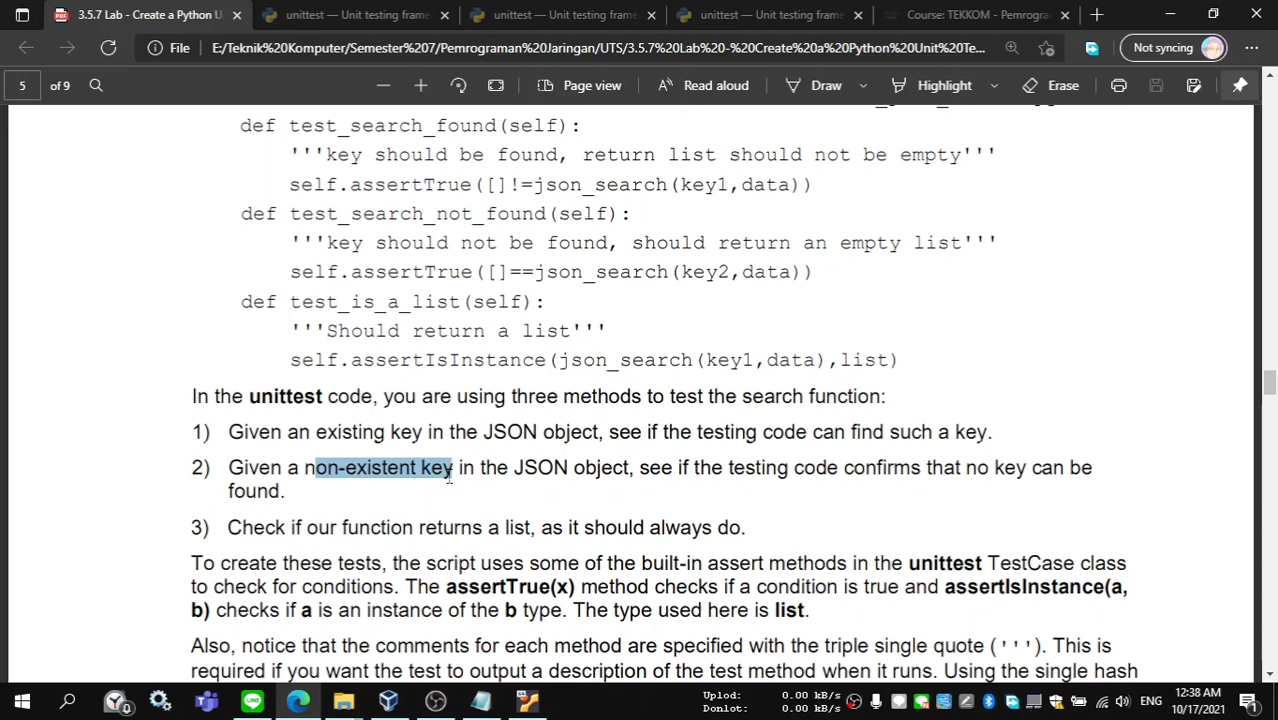 3.5.7 Lab - Create a Python U
unittest — Unit testing frame
unittest — Unit testing frame
unittest — Unit testing frame
Course: TEKKOM - Pemrogra
File
E:/Teknik%20Komputer/Semester%207/Pemrograman%20Jaringan/UTS/3.5.7%20Lab%20-%20Create%20a%20Python%20Unit%20Te...
Not syncing
5 of 9
Page view
Read aloud
Draw
Highlight
Erase
def test_search_found(self):
'''key should be found, return list should not be empty'''
self.assertTrue([]!=json_search(key1,data))
def test_search_not_found(self):
'''key should not be found, should return an empty list'''
self.assertTrue([]==json_search(key2,data))
def test_is_a_list(self):
'''Should return a list'''
self.assertIsInstance(json_search(key1,data),list)
In the unittest code, you are using three methods to test the search function:
1) Given an existing key in the JSON object, see if the testing code can find such a key.
2) Given a non-existent key in the JSON object, see if the testing code confirms that no key can be
found.
3) Check if our function returns a list, as it should always do.
To create these tests, the script uses some of the built-in assert methods in the unittest TestCase class
to check for conditions. The assertTrue(x) method checks if a condition is true and assertIsInstance(a,
b) checks if a is an instance of the b type. The type used here is list.
Also, notice that the comments for each method are specified with the triple single quote ('''). This is
required if you want the test to output a description of the test method when it runs. Using the single hash
Uplod: 0.00 kB/s
Donlot: 0.00 kB/s
ENG
12:38 AM
10/17/2021